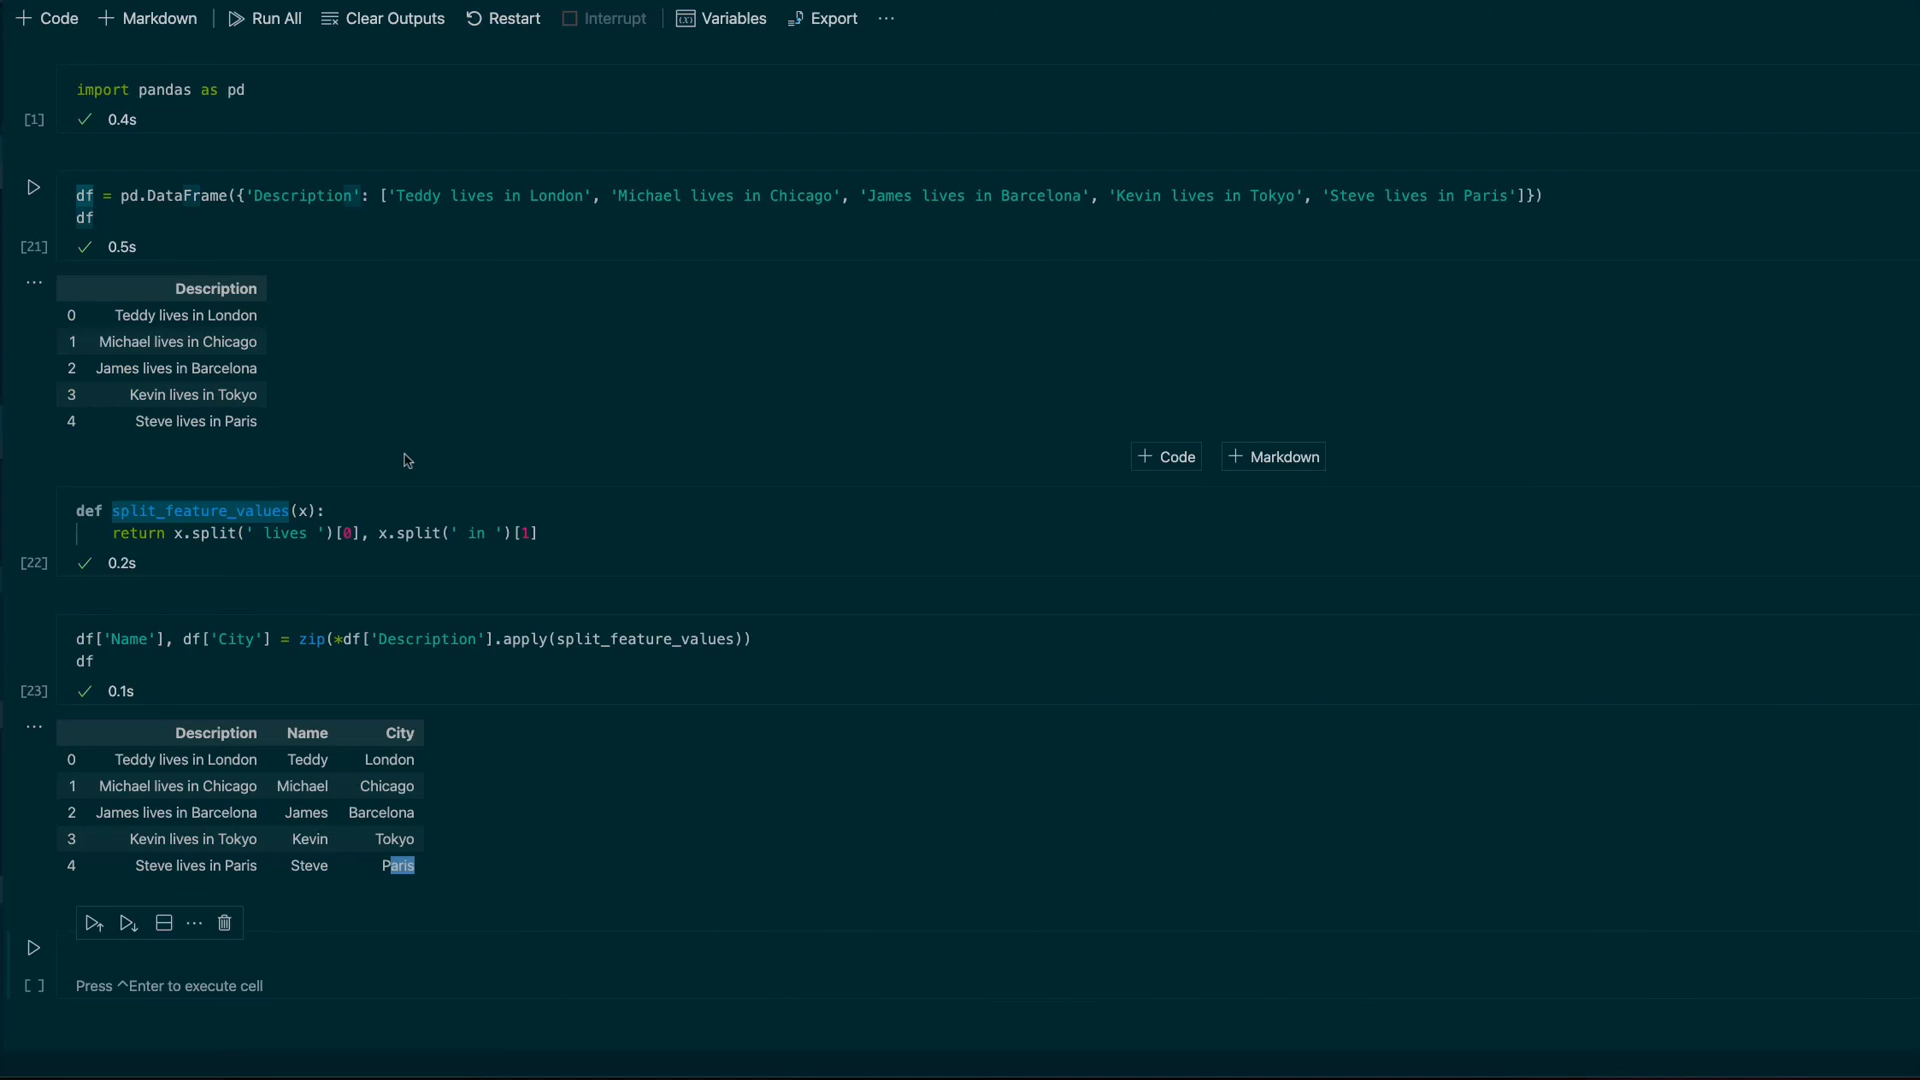 Code Markdown Run All Clear Outputs Restart Interrupt Variables Export ...
import pandas as pd
[1] ✓ 0.4s
df = pd.DataFrame({'Description': ['Teddy lives in London', 'Michael lives in Chicago', 'James lives in Barcelona', 'Kevin lives in Tokyo', 'Steve lives in Paris']})
df
[21] ✓ 0.5s
... Description
0 Teddy lives in London
1 Michael lives in Chicago
2 James lives in Barcelona
3 Kevin lives in Tokyo
4 Steve lives in Paris
+ Code + Markdown
def split_feature_values(x):
return x.split(' lives ')[0], x.split(' in ')[1]
[22] ✓ 0.2s
df['Name'], df['City'] = zip(*df['Description'].apply(split_feature_values))
df
[23] ✓ 0.1s
... Description Name City
0 Teddy lives in London Teddy London
1 Michael lives in Chicago Michael Chicago
2 James lives in Barcelona James Barcelona
3 Kevin lives in Tokyo Kevin Tokyo
4 Steve lives in Paris Steve Paris
...
[ ] Press ^Enter to execute cell